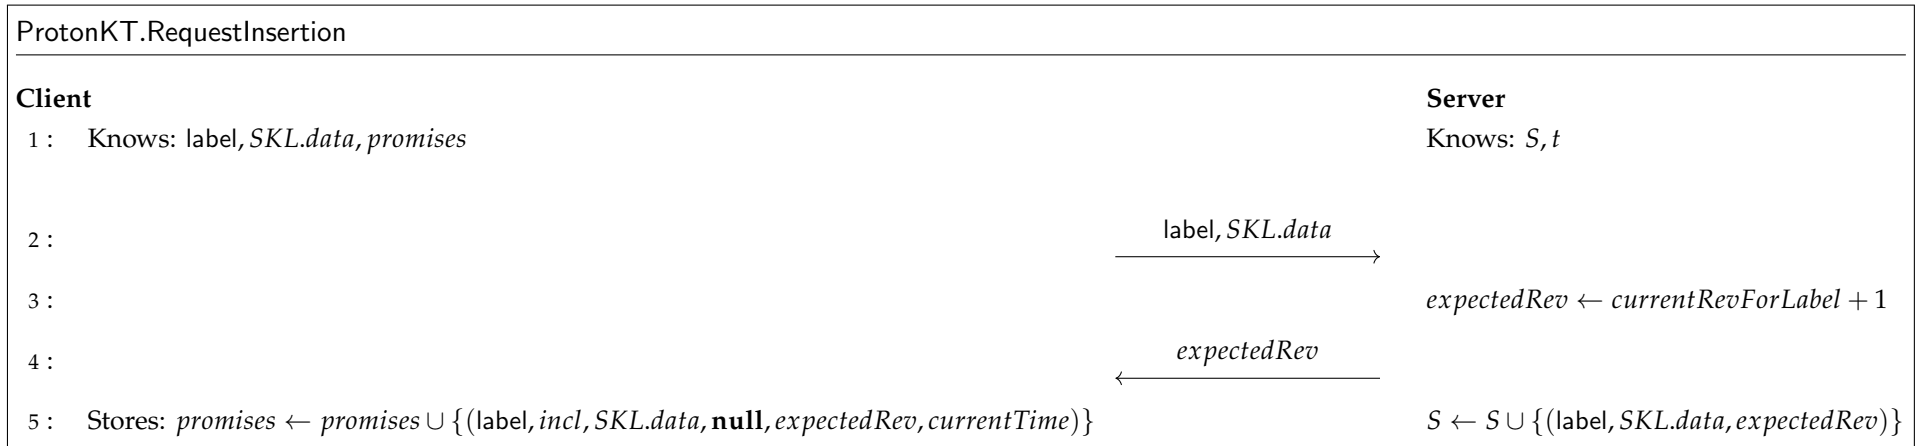 ProtonKT.RequestInsertion
Client Server
1 : Knows: label, SKL.data, promises Knows: S, t
2 : label, SKL.data
3 : expectedRev ← currentRevForLabel + 1
4 : expectedRev
5 : Stores: promises ← promises ∪ {(label, incl, SKL.data, null, expectedRev, currentTime)} S ← S ∪ {(label, SKL.data, expectedRev)}